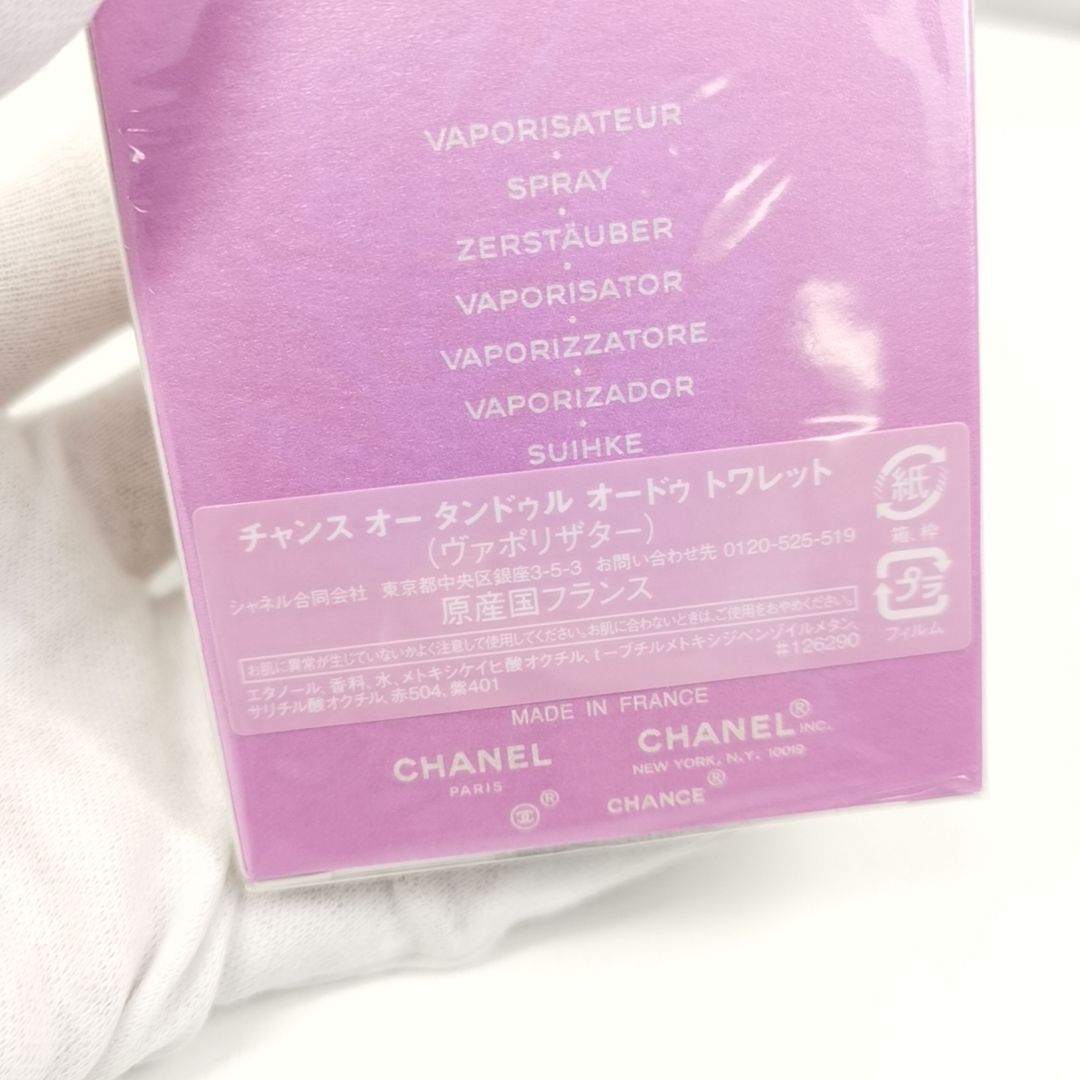 VAPORISATEUR
SPRAY
ZERSTÄUBER
VAPORISATOR
VAPORIZZATORE
VAPORIZADOR
SUIHKE
チャンス オー タンドゥル オードゥ トワレット
(ヴァポリザター)
シャネル合同会社 東京都中央区銀座3-5-3 お問い合わせ先 0120-525-519
原産国フランス
お肌に異常が生じていないかよく注意して使用してください。お肌に合わないときは、ご使用をおやめください。
エタノール、香料、水、メトキシケイヒ酸オクチル、t-ブチルメトキシジベンゾイルメタン、
サリチル酸オクチル、赤504、紫401 #126290
紙
箱、枠
プラ
フィルム
MADE IN FRANCE
CHANEL
PARIS
CHANEL® INC.
NEW YORK, N.Y. 10019
®
CHANCE®